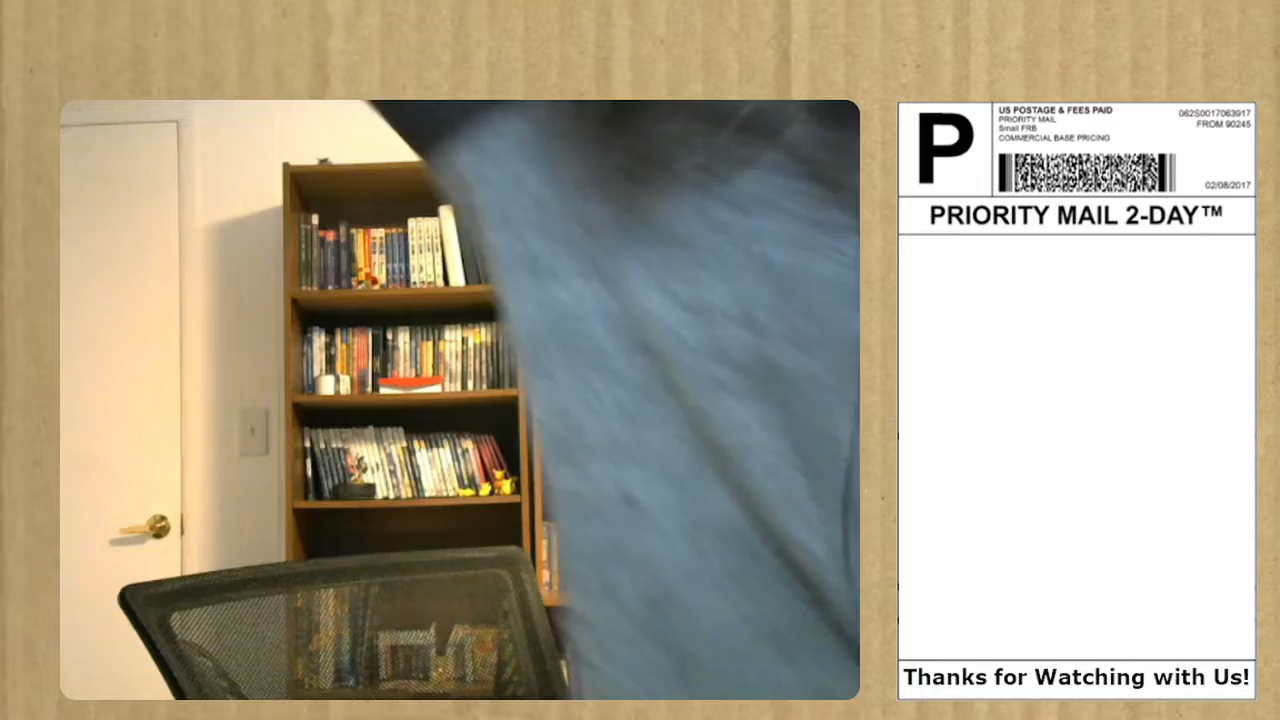 P
US POSTAGE & FEES PAID
PRIORITY MAIL
Small FRB
COMMERCIAL BASE PRICING
062S0017063917
FROM 90245
02/08/2017
PRIORITY MAIL 2-DAY™
Thanks for Watching with Us!